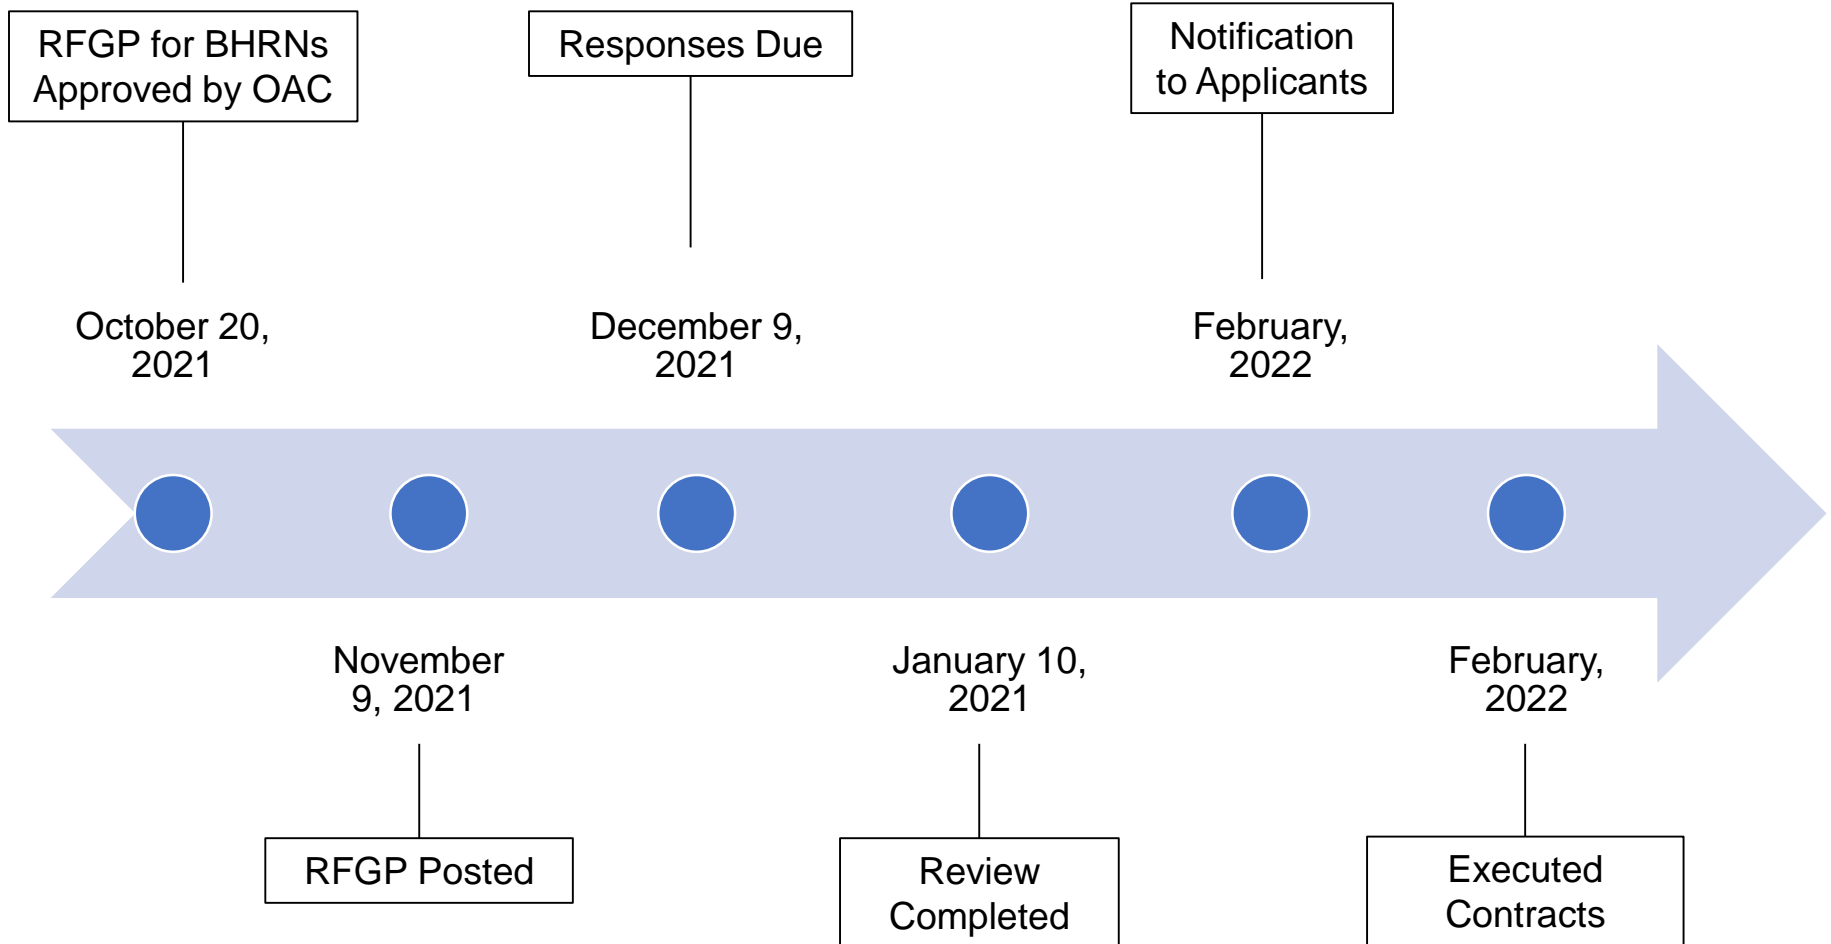 RFGP for BHRNs
Approved by OAC
Responses Due
Notification
to Applicants
October 20,
2021
December 9,
2021
February,
2022
November
9, 2021
January 10,
2021
February,
2022
RFGP Posted
Review
Completed
Executed
Contracts